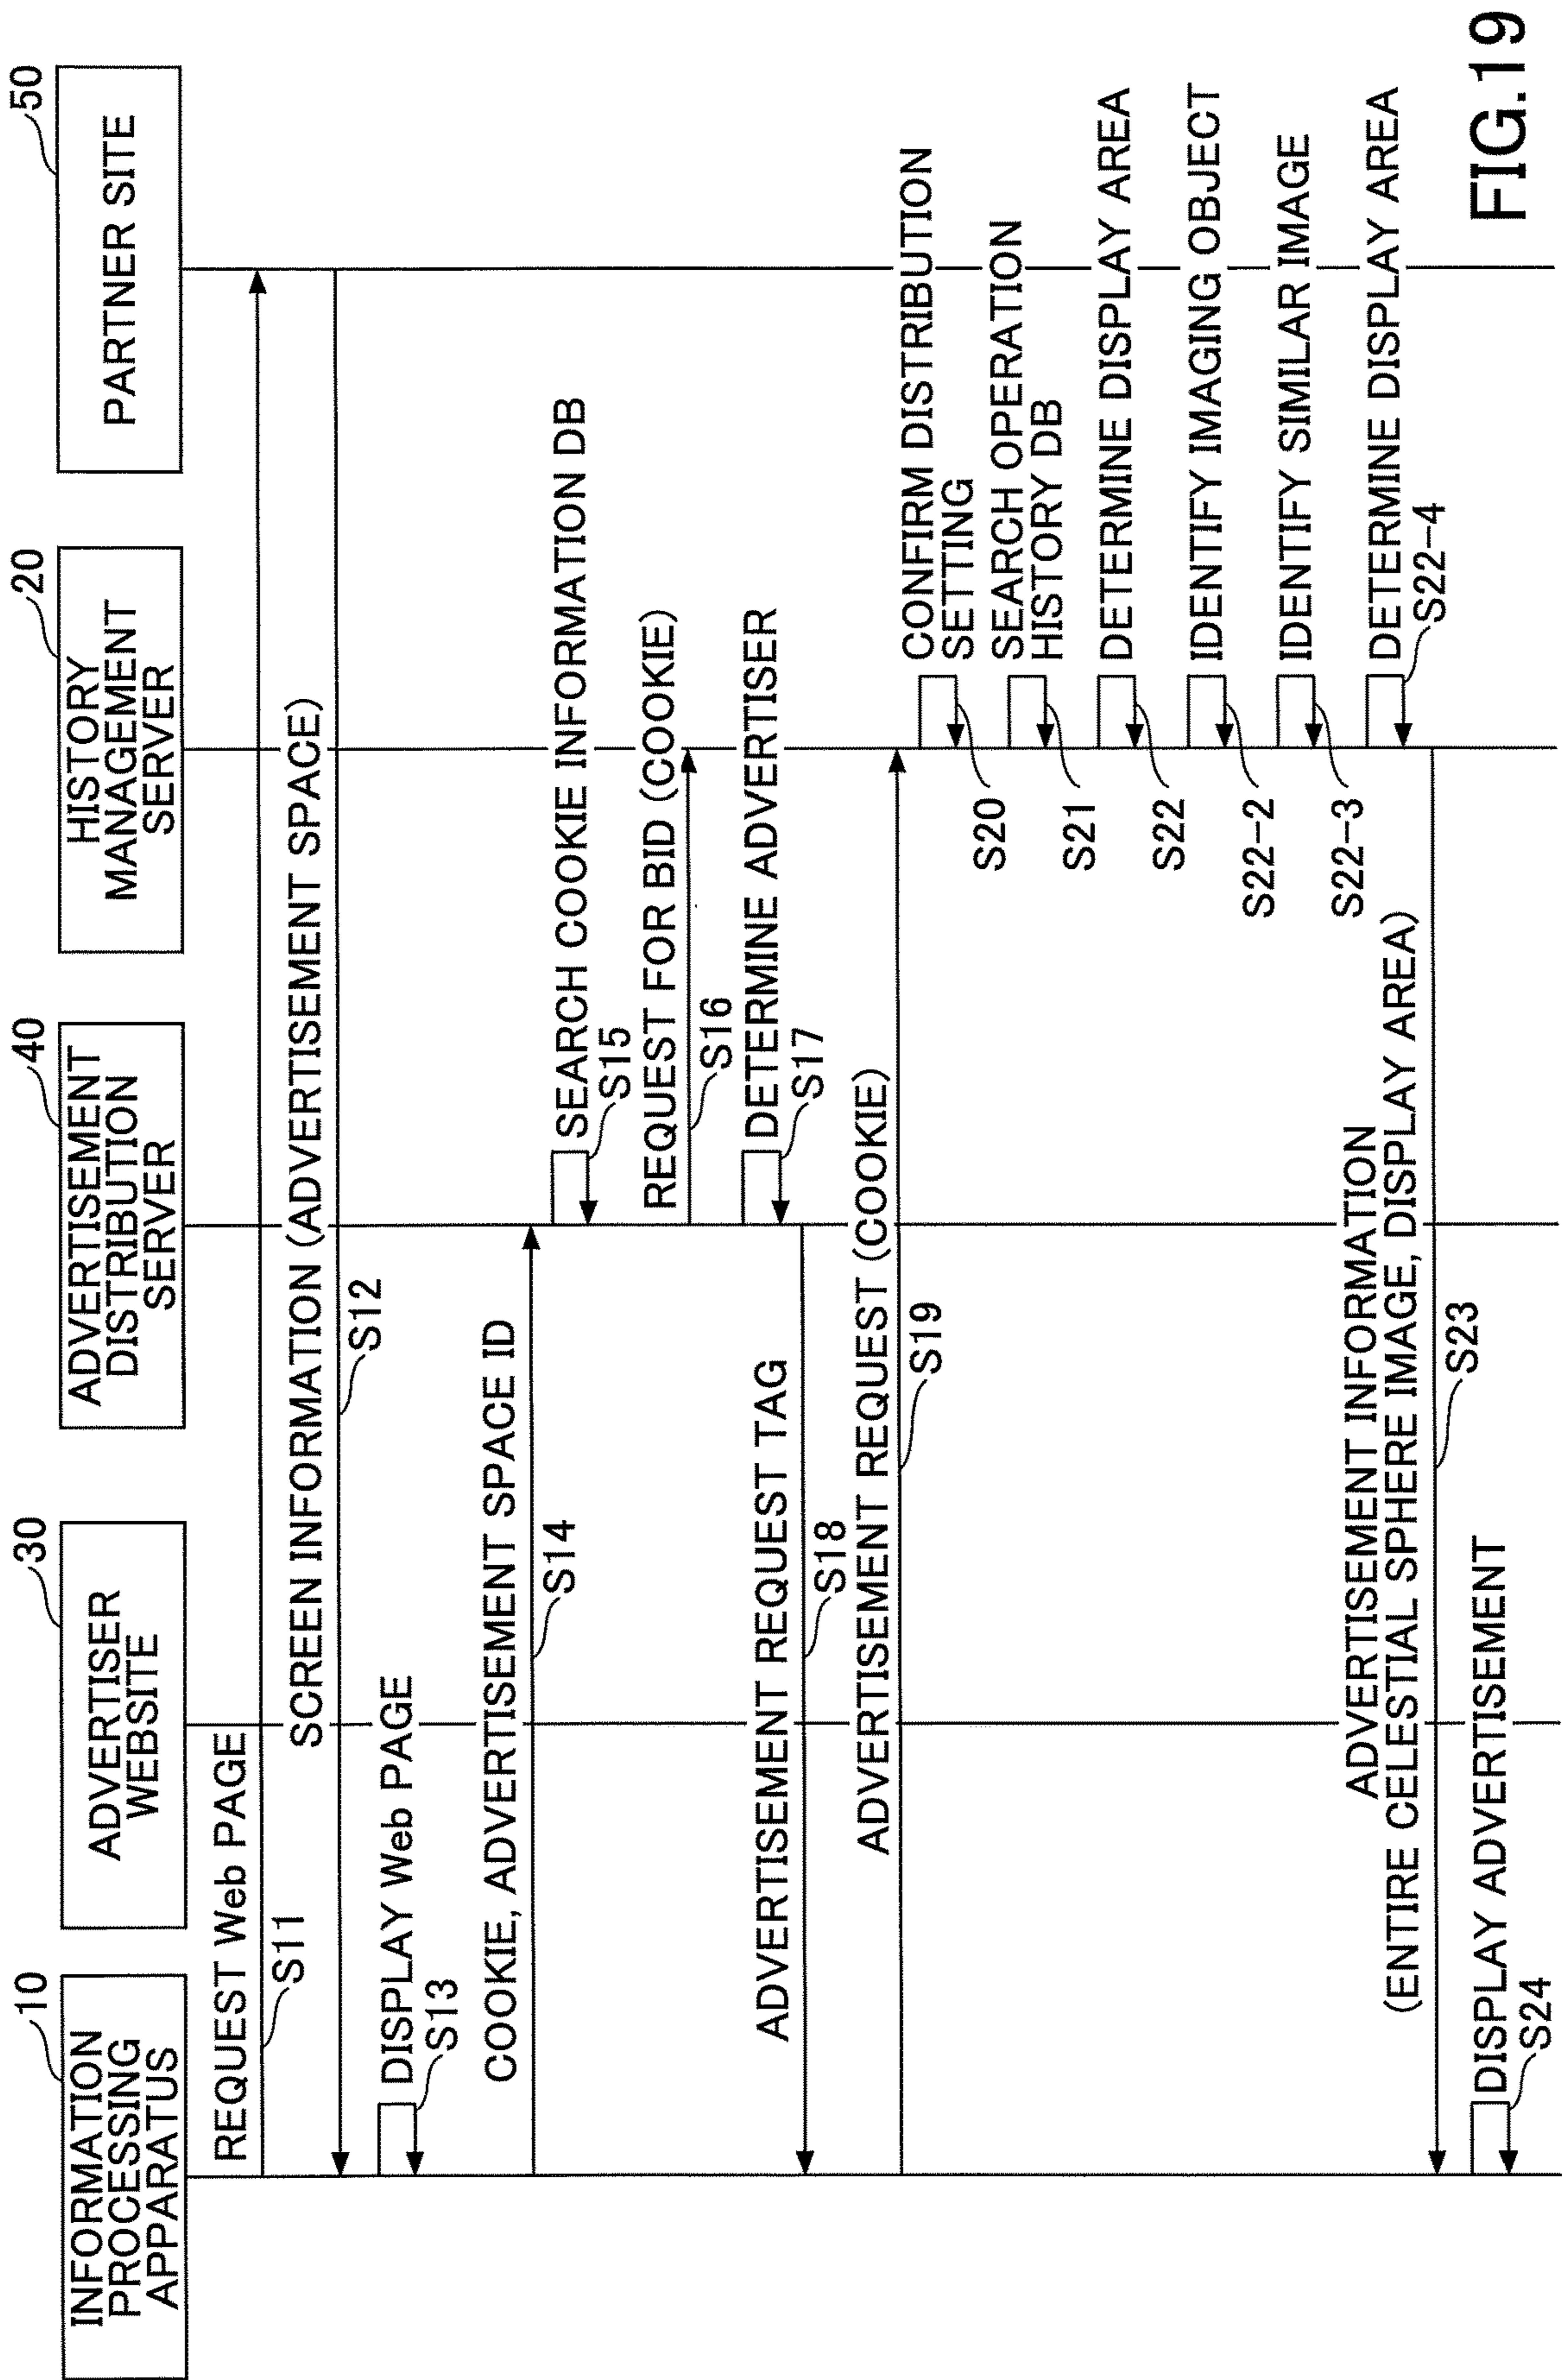 10
INFORMATION
PROCESSING
APPARATUS
30
ADVERTISER
WEBSITE
40
ADVERTISEMENT
DISTRIBUTION
SERVER
20
HISTORY
MANAGEMENT
SERVER
50
PARTNER SITE
REQUEST Web PAGE
S11
SCREEN INFORMATION (ADVERTISEMENT SPACE)
S12
DISPLAY Web PAGE
S13
COOKIE, ADVERTISEMENT SPACE ID
S14
SEARCH COOKIE INFORMATION DB
S15
REQUEST FOR BID (COOKIE)
S16
DETERMINE ADVERTISER
S17
ADVERTISEMENT REQUEST TAG
S18
ADVERTISEMENT REQUEST (COOKIE)
S19
CONFIRM DISTRIBUTION
SETTING
S20
SEARCH OPERATION
HISTORY DB
S21
DETERMINE DISPLAY AREA
S22
IDENTIFY IMAGING OBJECT
S22-2
IDENTIFY SIMILAR IMAGE
S22-3
DETERMINE DISPLAY AREA
S22-4
ADVERTISEMENT INFORMATION
(ENTIRE CELESTIAL SPHERE IMAGE, DISPLAY AREA)
S23
DISPLAY ADVERTISEMENT
S24
FIG.19